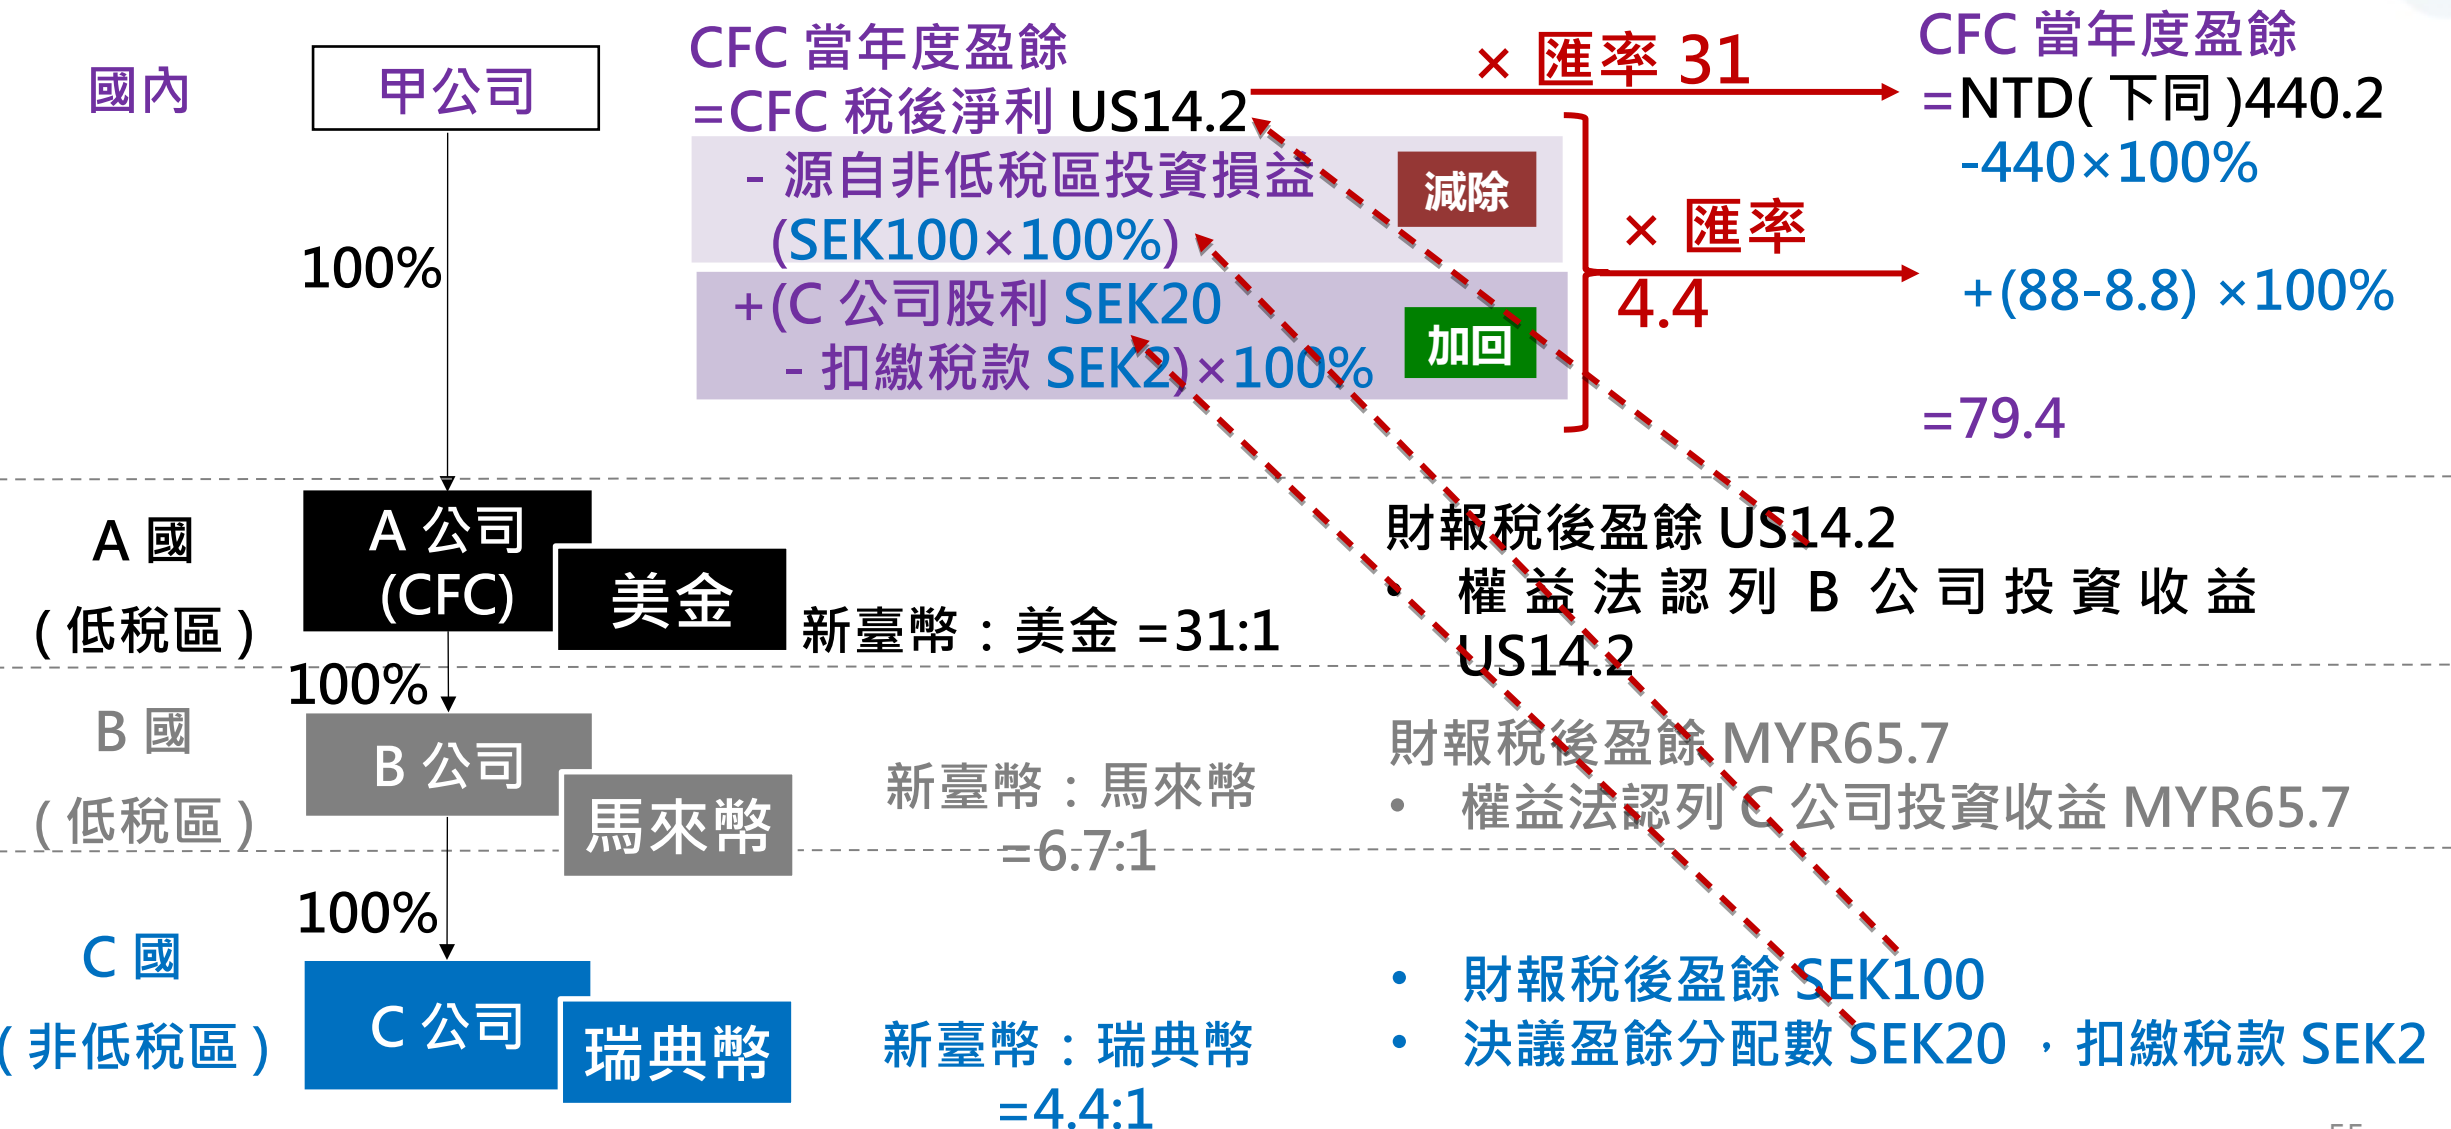 國內
甲公司
CFC 當年度盈餘
=CFC 稅後淨利 US14.2
- 源自非低稅區投資損益
(SEK100×100%)
減除
+(C 公司股利 SEK20
- 扣繳稅款 SEK2)×100%
加回
× 匯率 31
× 匯率
4.4
CFC 當年度盈餘
=NTD( 下同 )440.2
-440×100%
+(88-8.8) ×100%
=79.4
100%
A 國
( 低稅區 )
A 公司
(CFC)
美金
新臺幣：美金 =31:1
財報稅後盈餘 US14.2
• 權益法認列 B 公司投資收益
US14.2
100%
B 國
( 低稅區 )
B 公司
馬來幣
新臺幣：馬來幣
=6.7:1
財報稅後盈餘 MYR65.7
• 權益法認列 C 公司投資收益 MYR65.7
100%
C 國
( 非低稅區 )
C 公司
瑞典幣
新臺幣：瑞典幣
=4.4:1
• 財報稅後盈餘 SEK100
• 決議盈餘分配數 SEK20 ，扣繳稅款 SEK2